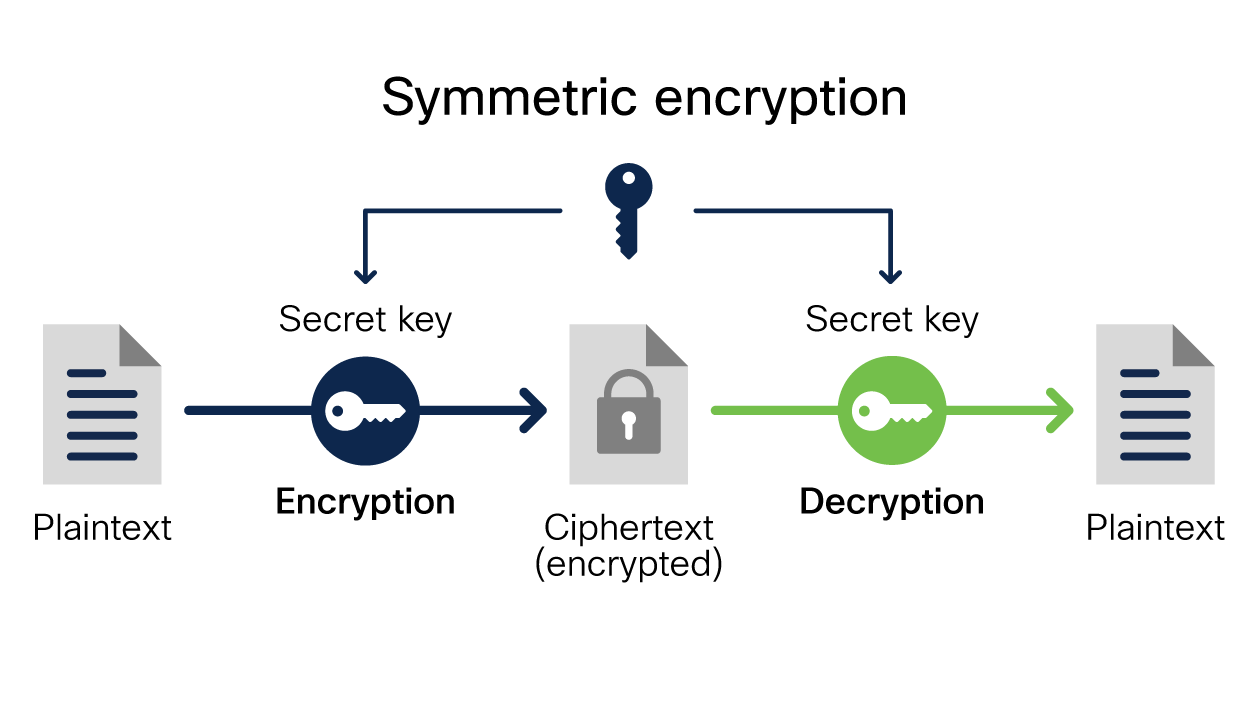 Symmetric encryption
Secret key
Secret key
Encryption
Decryption
Plaintext
Ciphertext
(encrypted)
Plaintext